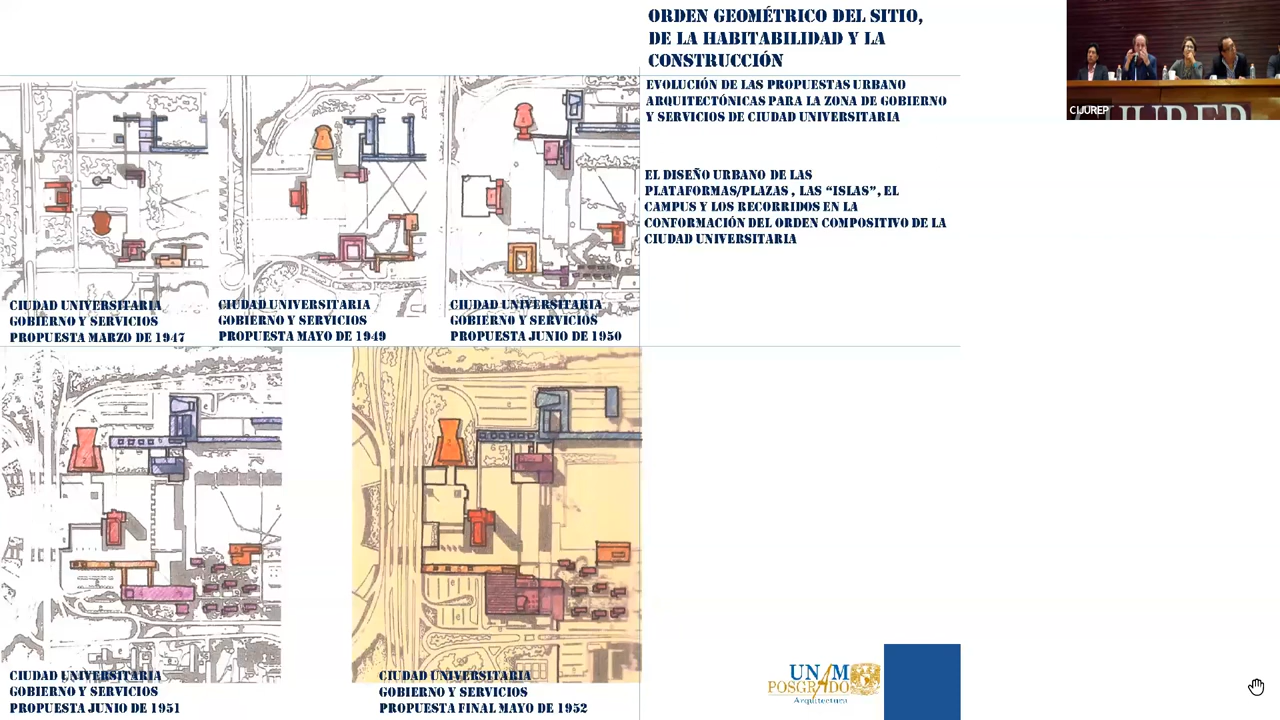 ORDEN GEOMÉTRICO DEL SITIO,
DE LA HABITABILIDAD Y LA
CONSTRUCCIÓN
EVOLUCIÓN DE LAS PROPUESTAS URBANO
ARQUITECTÓNICAS PARA LA ZONA DE GOBIERNO
Y SERVICIOS DE CIUDAD UNIVERSITARIA
EL DISEÑO URBANO DE LAS
PLATAFORMAS/PLAZAS , LAS “ISLAS”, EL
CAMPUS Y LOS RECORRIDOS EN LA
CONFORMACIÓN DEL ORDEN COMPOSITIVO DE LA
CIUDAD UNIVERSITARIA
CIUDAD UNIVERSITARIA
GOBIERNO Y SERVICIOS
PROPUESTA MARZO DE 1947
CIUDAD UNIVERSITARIA
GOBIERNO Y SERVICIOS
PROPUESTA MAYO DE 1949
CIUDAD UNIVERSITARIA
GOBIERNO Y SERVICIOS
PROPUESTA JUNIO DE 1950
CIUDAD UNIVERSITARIA
GOBIERNO Y SERVICIOS
PROPUESTA JUNIO DE 1951
CIUDAD UNIVERSITARIA
GOBIERNO Y SERVICIOS
PROPUESTA FINAL MAYO DE 1952
UNAM
POSGRADO
Arquitectura
CIJUREP